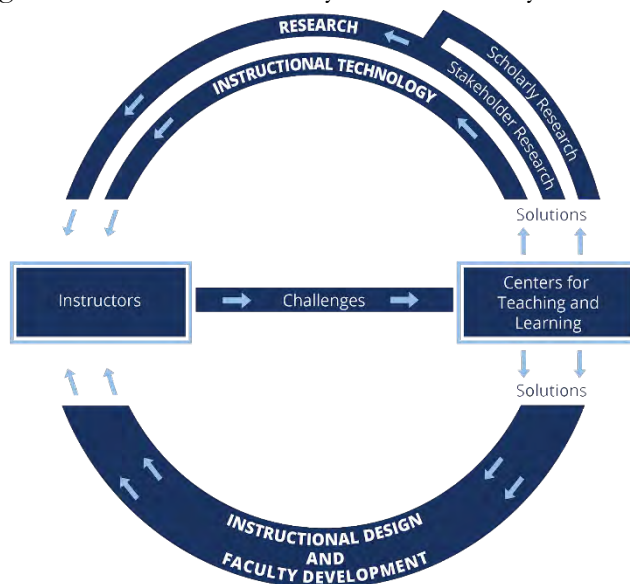 RESEARCH
INSTRUCTIONAL TECHNOLOGY
Scholarly Research
Stakeholder Research
Solutions
Instructors
Challenges
Centers for
Teaching and
Learning
Solutions
INSTRUCTIONAL DESIGN
AND
FACULTY DEVELOPMENT